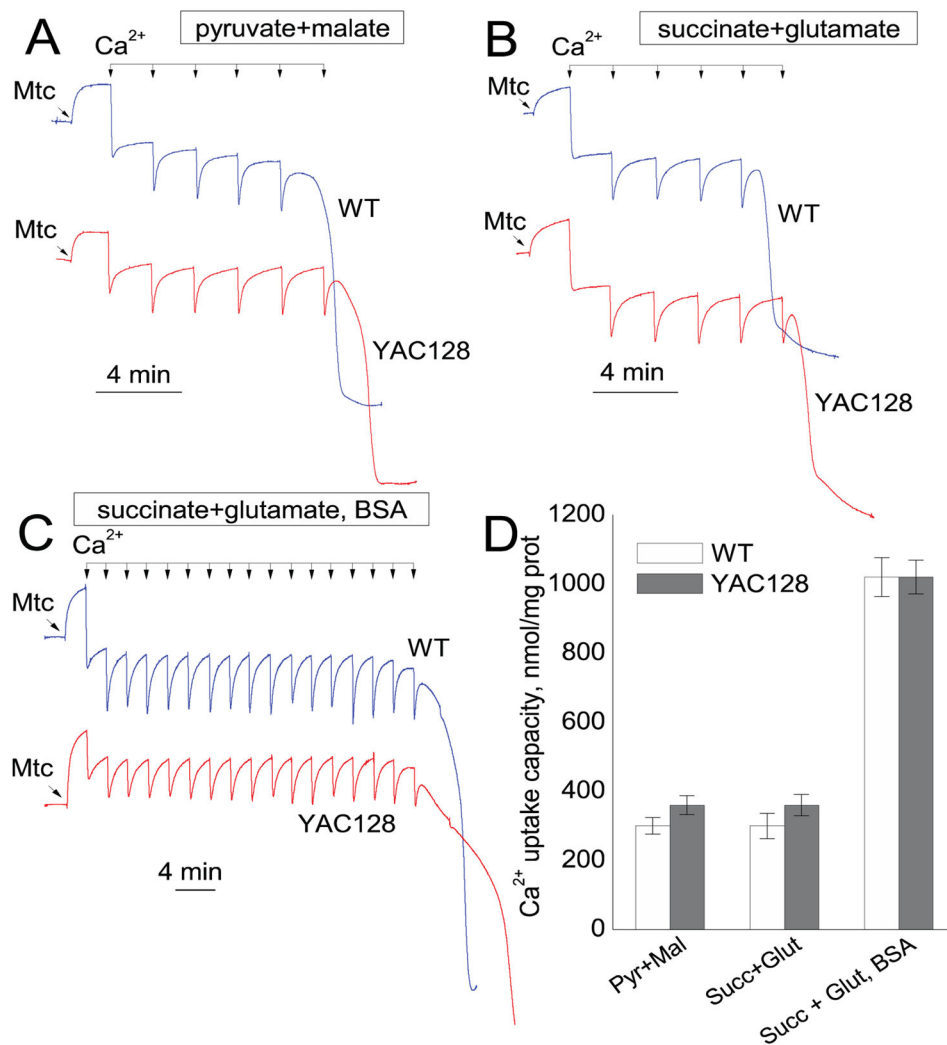 A
pyruvate+malate
Ca²⁺
Mtc
WT
Mtc
YAC128
4 min
B
succinate+glutamate
Ca²⁺
Mtc
WT
Mtc
YAC128
4 min
C
succinate+glutamate, BSA
Ca²⁺
Mtc
WT
Mtc
YAC128
4 min
D
WT
YAC128
Ca²⁺ uptake capacity, nmol/mg prot
1200
1000
800
600
400
200
0
Pyr+Mal
Succ+Glut
Succ + Glut, BSA